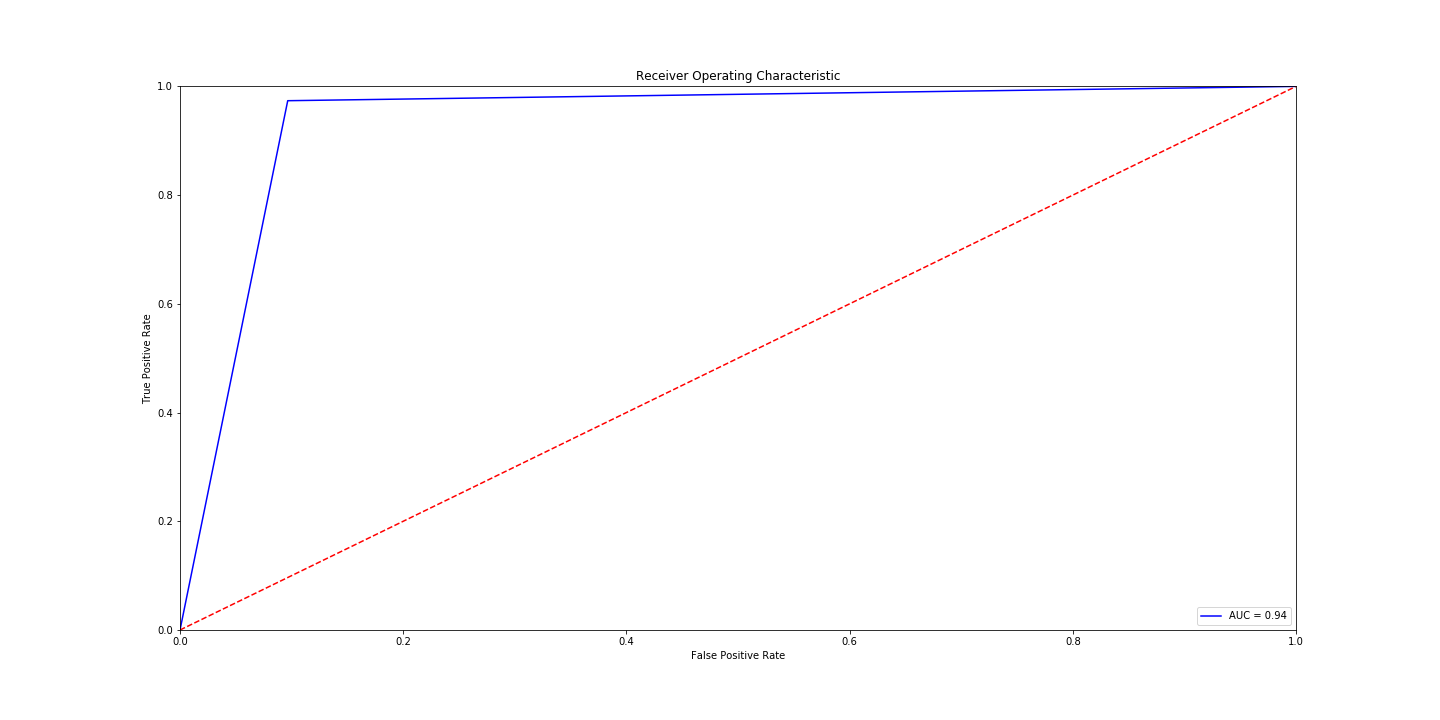 Receiver Operating Characteristic
1.0
0.8
0.6
0.4
0.2
0.0
True Positive Rate
AUC = 0.94
0.0 0.2 0.4 0.6 0.8 1.0
False Positive Rate